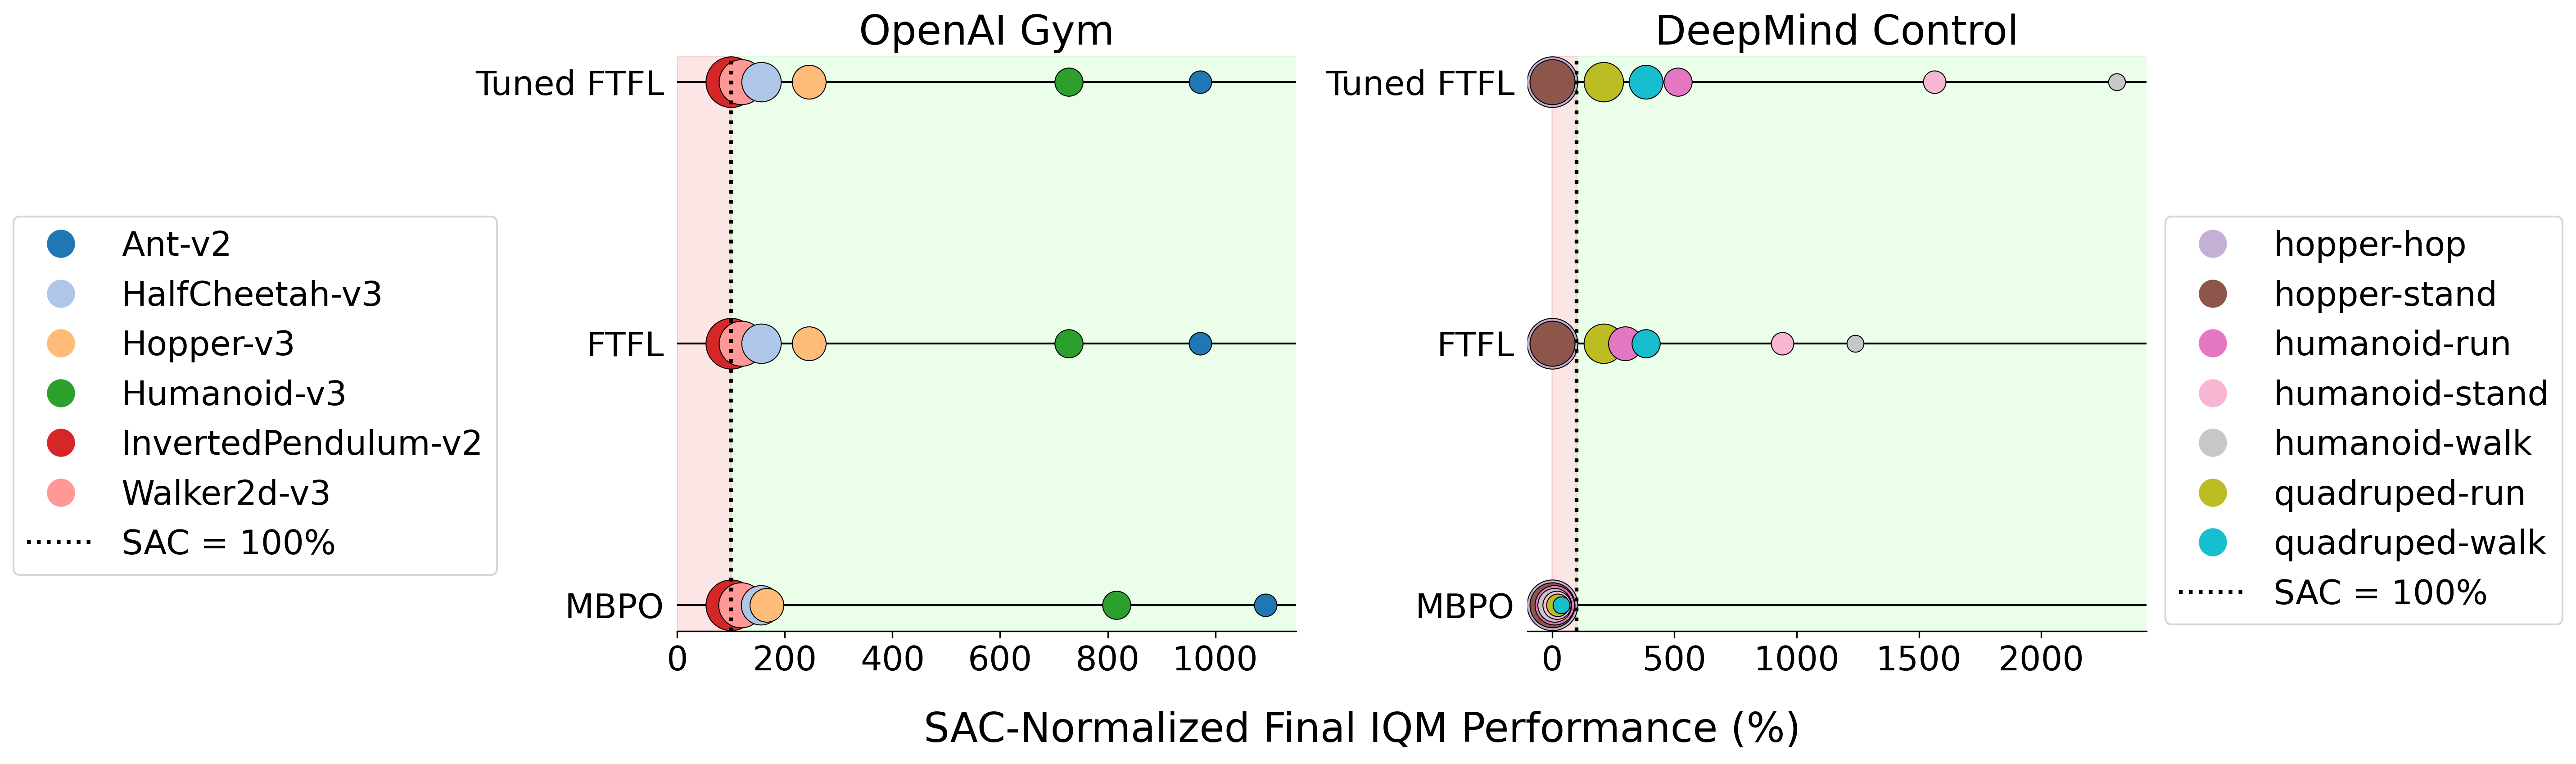 OpenAI Gym
DeepMind Control
Tuned FTFL
FTFL
MBPO
0 200 400 600 800 1000
Tuned FTFL
FTFL
MBPO
0 500 1000 1500 2000
SAC-Normalized Final IQM Performance (%)
Ant-v2
HalfCheetah-v3
Hopper-v3
Humanoid-v3
InvertedPendulum-v2
Walker2d-v3
SAC = 100%
hopper-hop
hopper-stand
humanoid-run
humanoid-stand
humanoid-walk
quadruped-run
quadruped-walk
SAC = 100%